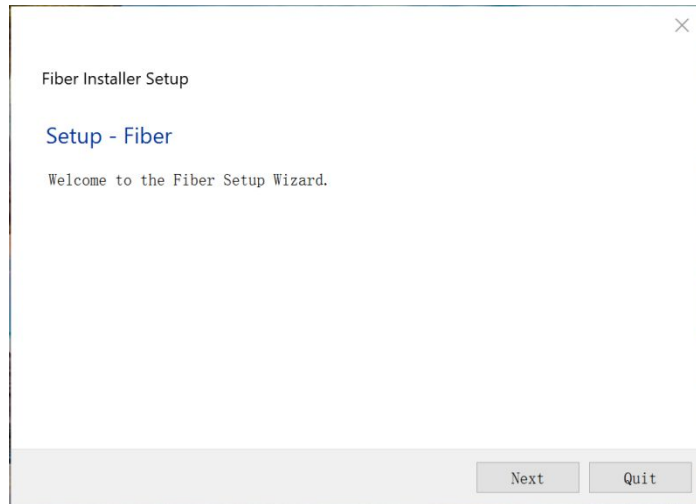 Fiber Installer Setup
Setup - Fiber
Welcome to the Fiber Setup Wizard.
Next
Quit